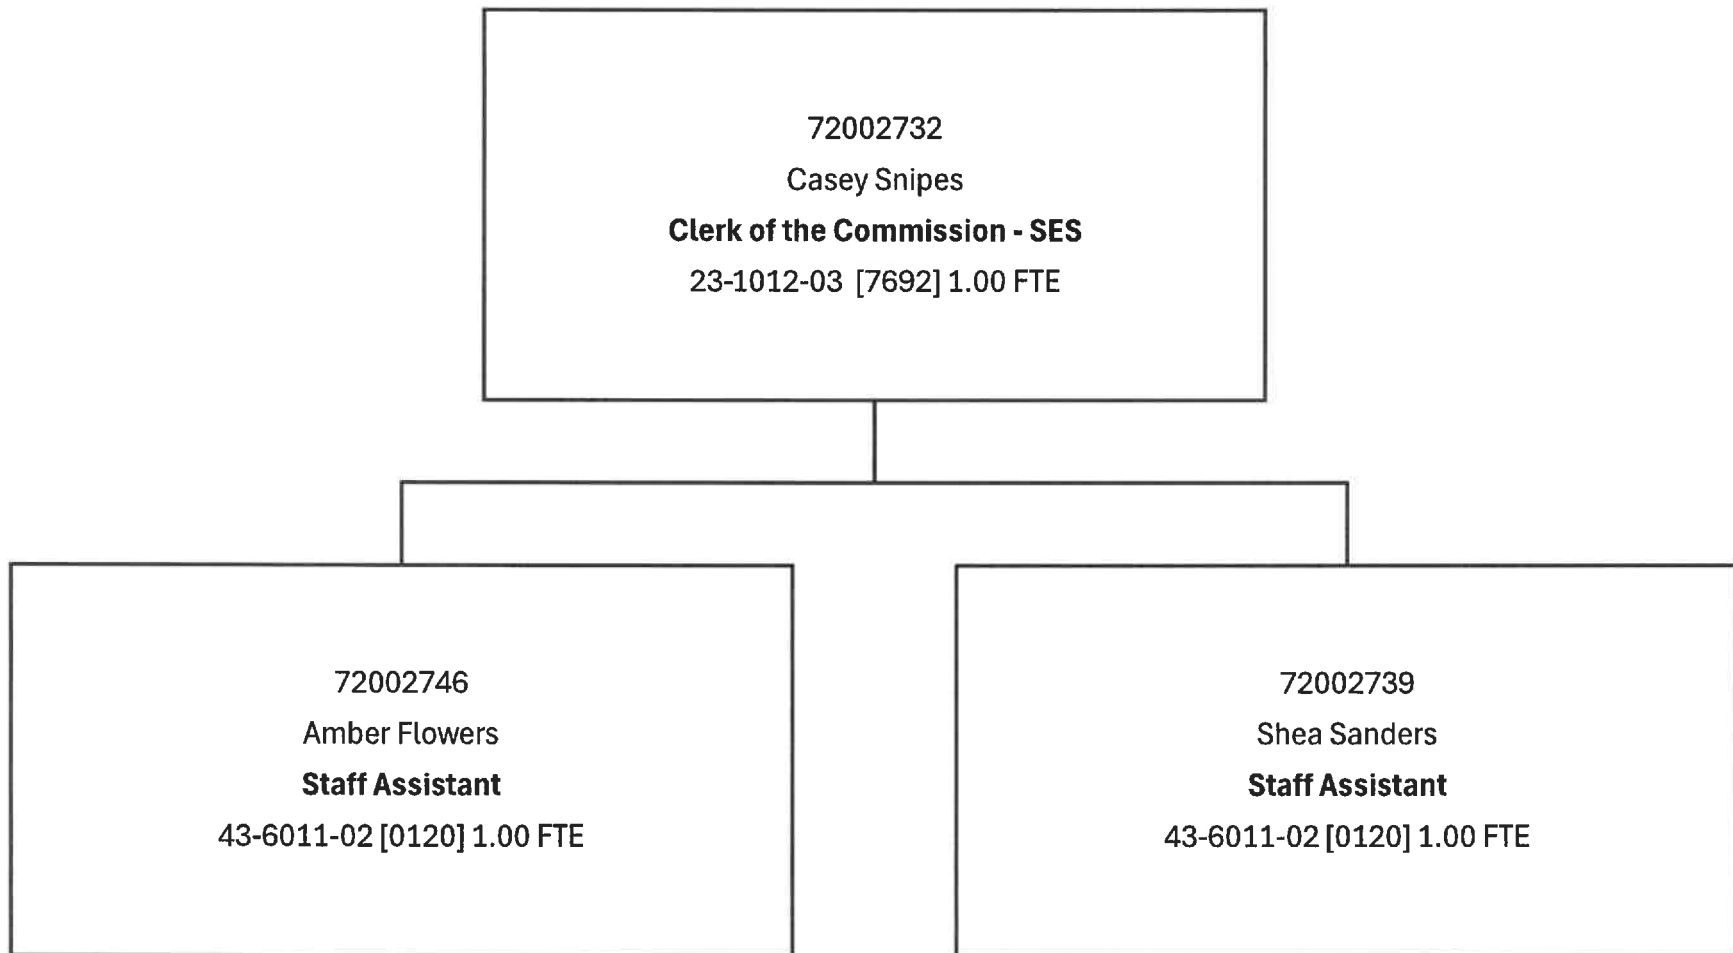 72002732
Casey Snipes
Clerk of the Commission - SES
23-1012-03 [7692] 1.00 FTE
72002746
Amber Flowers
Staff Assistant
43-6011-02 [0120] 1.00 FTE
72002739
Shea Sanders
Staff Assistant
43-6011-02 [0120] 1.00 FTE